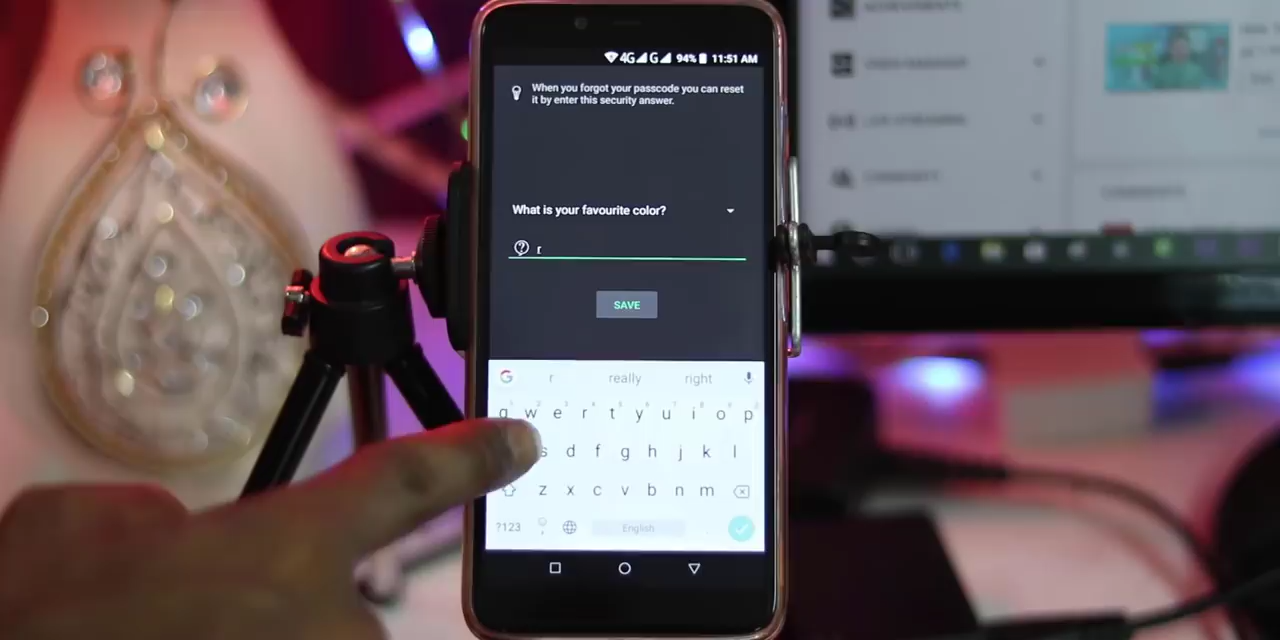 4G G 94% 11:51 AM
When you forgot your passcode you can reset
it by enter this security answer.
What is your favourite color?
r
SAVE
G r really right
q w e r t y u i o p
s d f g h j k l
z x c v b n m
?123 English